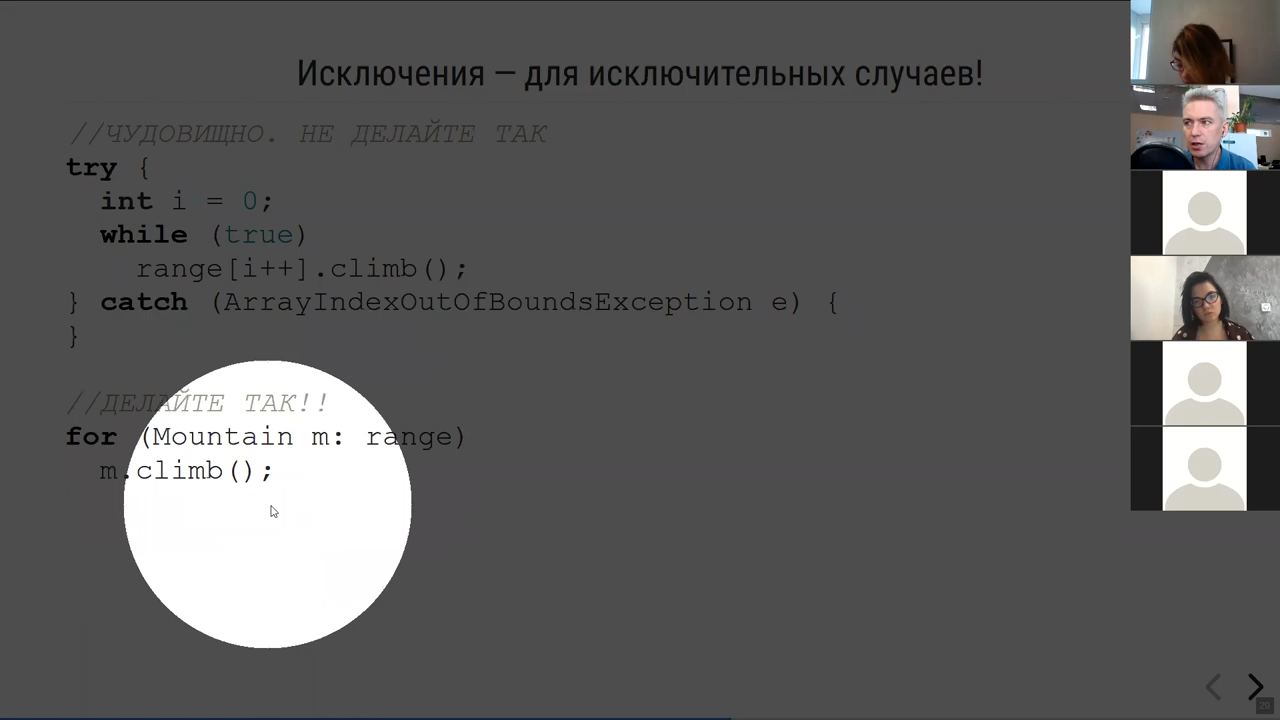 Исключения — для исключительных случаев!
//ЧУДОВИЩНО. НЕ ДЕЛАЙТЕ ТАК
try {
int i = 0;
while (true)
range[i++].climb();
} catch (ArrayIndexOutOfBoundsException e) {
}
//ДЕЛАЙТЕ ТАК!!
for (Mountain m: range)
m.climb();
29